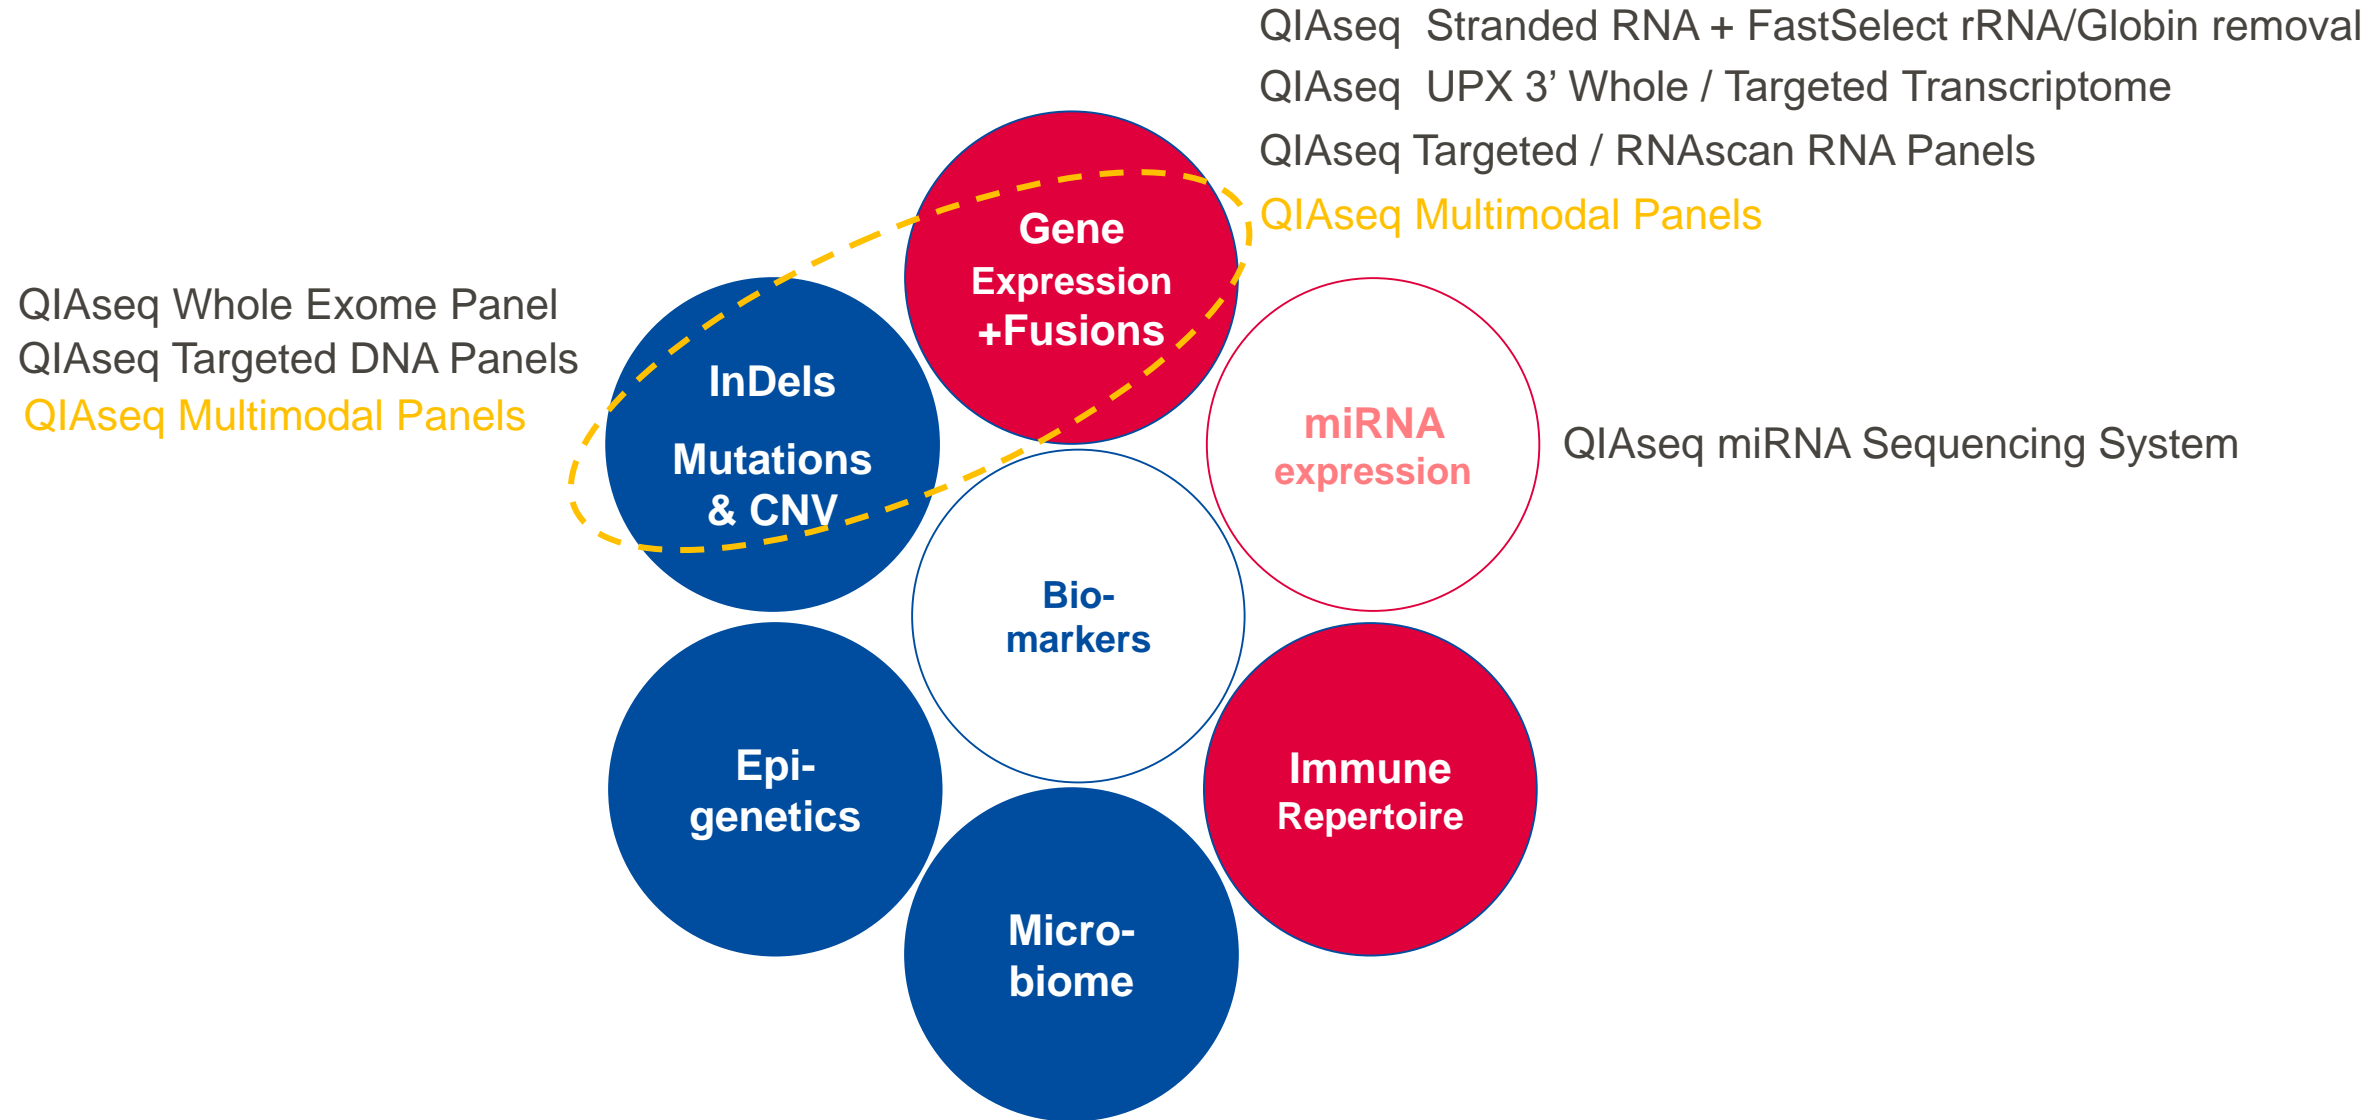 QIAseq Stranded RNA + FastSelect rRNA/Globin removal
QIAseq UPX 3’ Whole / Targeted Transcriptome
QIAseq Targeted / RNAscan RNA Panels
QIAseq Multimodal Panels
Gene
Expression
+Fusions
QIAseq Whole Exome Panel
QIAseq Targeted DNA Panels
QIAseq Multimodal Panels
InDels
Mutations
& CNV
miRNA
expression
QIAseq miRNA Sequencing System
Bio-
markers
Epi-
genetics
Immune
Repertoire
Micro-
biome